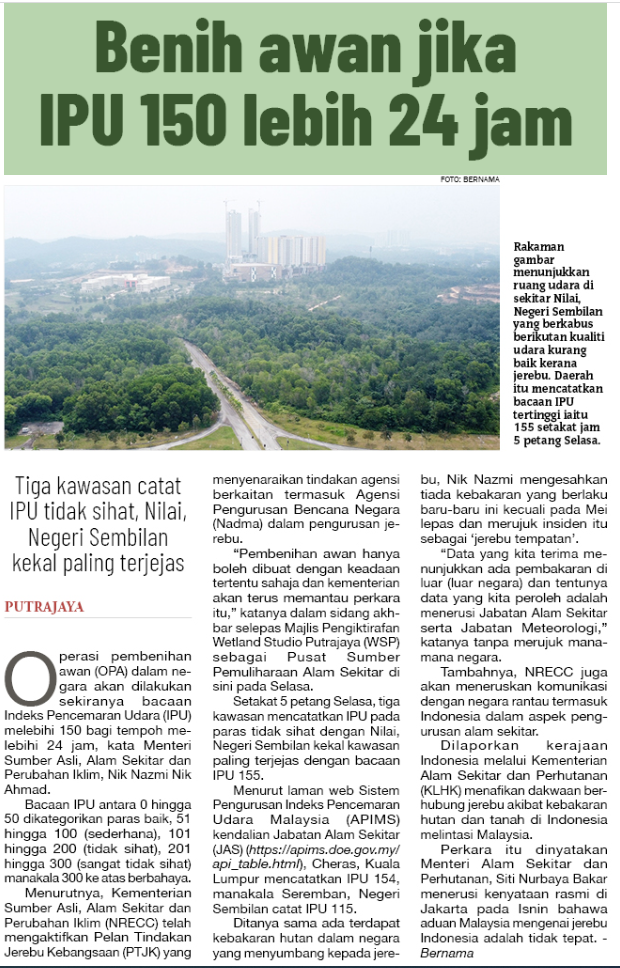 Benih awan jika
IPU 150 lebih 24 jam
FOTO: BERNAMA
Rakaman
gambar
menunjukkan
ruang udara di
sekitar Nilai,
Negeri Sembilan
yang berkabus
berikutan kualiti
udara kurang
baik kerana
jerebu. Daerah
itu mencatatkan
bacaan IPU
tertinggi iaitu
155 setakat jam
5 petang Selasa.
Tiga kawasan catat
IPU tidak sihat, Nilai,
Negeri Sembilan
kekal paling terjejas
PUTRAJAYA
Operasi pembenihan
awan (OPA) dalam ne-
gara akan dilakukan
sekiranya bacaan
Indeks Pencemaran Udara (IPU)
melebihi 150 bagi tempoh me-
lebihi 24 jam, kata Menteri
Sumber Asli, Alam Sekitar dan
Perubahan Iklim, Nik Nazmi Nik
Ahmad.
Bacaan IPU antara 0 hingga
50 dikategorikan paras baik, 51
hingga 100 (sederhana), 101
hingga 200 (tidak sihat), 201
hingga 300 (sangat tidak sihat)
manakala 300 ke atas berbahaya.
Menurutnya, Kementerian
Sumber Asli, Alam Sekitar dan
Perubahan Iklim (NRECC) telah
mengaktifkan Pelan Tindakan
Jerebu Kebangsaan (PTJK) yang
menyenaraikan tindakan agensi
berkaitan termasuk Agensi
Pengurusan Bencana Negara
(Nadma) dalam pengurusan je-
rebu.
“Pembenihan awan hanya
boleh dibuat dengan keadaan
tertentu sahaja dan kementerian
akan terus memantau perkara
itu,” katanya dalam sidang akh-
bar selepas Majlis Pengiktirafan
Wetland Studio Putrajaya (WSP)
sebagai Pusat Sumber
Pemuliharaan Alam Sekitar di
sini pada Selasa.
Setakat 5 petang Selasa, tiga
kawasan mencatatkan IPU pada
paras tidak sihat dengan Nilai,
Negeri Sembilan kekal kawasan
paling terjejas dengan bacaan
IPU 155.
Menurut laman web Sistem
Pengurusan Indeks Pencemaran
Udara Malaysia (APIMS)
kendalian Jabatan Alam Sekitar
(JAS) (https://apims.doe.gov.my/
api_table.html), Cheras, Kuala
Lumpur mencatatkan IPU 154,
manakala Seremban, Negeri
Sembilan catat IPU 115.
Ditanya sama ada terdapat
kebakaran hutan dalam negara
yang menyumbang kepada jere-
bu, Nik Nazmi mengesahkan
tiada kebakaran yang berlaku
baru-baru ini kecuali pada Mei
lepas dan merujuk insiden itu
sebagai ‘jerebu tempatan’.
“Data yang kita terima me-
nunjukkan ada pembakaran di
luar (luar negara) dan tentunya
data yang kita peroleh adalah
menerusi Jabatan Alam Sekitar
serta Jabatan Meteorologi,”
katanya tanpa merujuk mana-
mana negara.
Tambahnya, NRECC juga
akan meneruskan komunikasi
dengan negara rantau termasuk
Indonesia dalam aspek peng-
urusan alam sekitar.
Dilaporkan kerajaan
Indonesia melalui Kementerian
Alam Sekitar dan Perhutanan
(KLHK) menafikan dakwaan ber-
hubung jerebu akibat kebakaran
hutan dan tanah di Indonesia
melintasi Malaysia.
Perkara itu dinyatakan
Menteri Alam Sekitar dan
Perhutanan, Siti Nurbaya Bakar
menerusi kenyataan rasmi di
Jakarta pada Isnin bahawa
aduan Malaysia mengenai jerebu
Indonesia adalah tidak tepat. -
Bernama